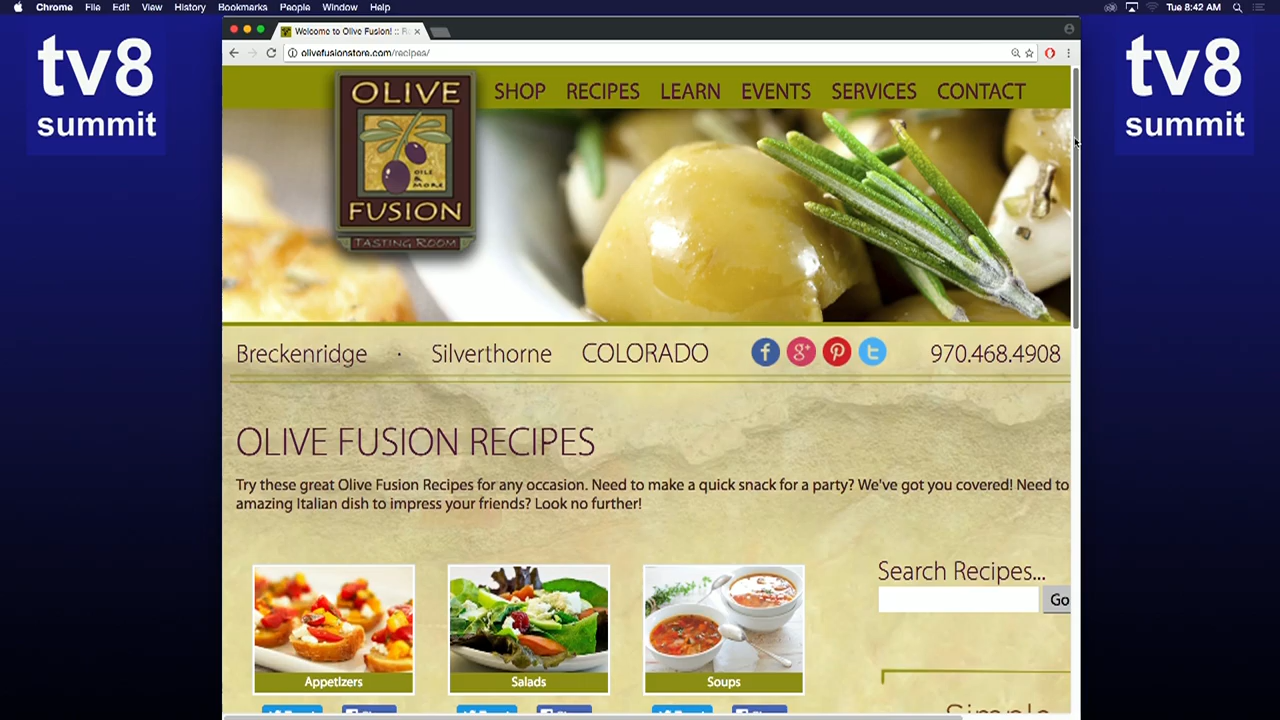 Chrome File Edit View History Bookmarks People Window Help Tue 8:42 AM
Welcome to Olive Fusion! ::
olivefusionstore.com/recipes/
tv8
summit
tv8
summit
OLIVE
OILS
&
MORE
FUSION
TASTING ROOM
SHOP RECIPES LEARN EVENTS SERVICES CONTACT
Breckenridge · Silverthorne COLORADO 970.468.4908
OLIVE FUSION RECIPES
Try these great Olive Fusion Recipes for any occasion. Need to make a quick snack for a party? We've got you covered! Need to
amazing Italian dish to impress your friends? Look no further!
Search Recipes...
Go
Appetizers Salads Soups